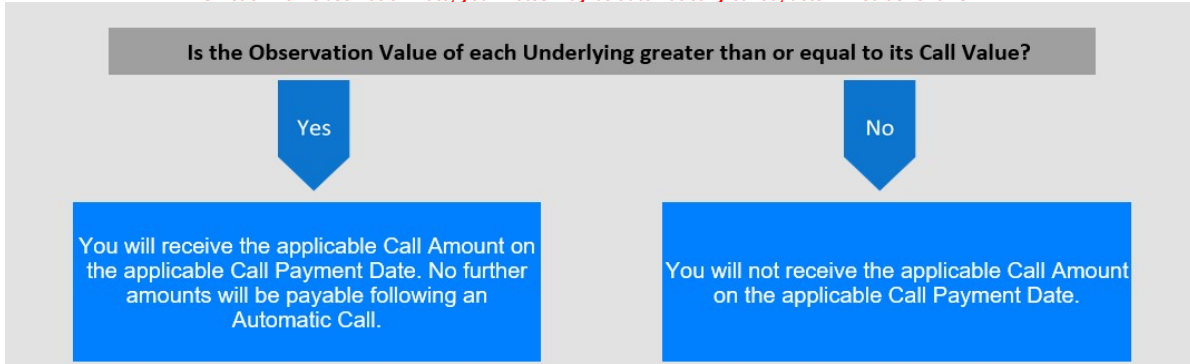 Is the Observation Value of each Underlying greater than or equal to its Call Value?
Yes
No
You will receive the applicable Call Amount on
the applicable Call Payment Date. No further
amounts will be payable following an
Automatic Call.
You will not receive the applicable Call Amount
on the applicable Call Payment Date.